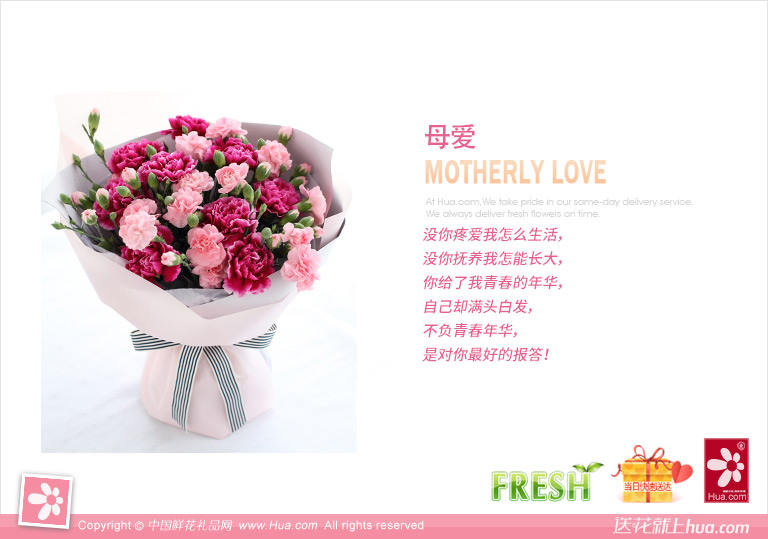 母爱
MOTHERLY LOVE
At Hua.com,We take pride in our same-day delivery service.
We always deliver fresh flowers on time.
没你疼爱我怎么生活，
没你抚养我怎能长大，
你给了我青春的年华，
自己却满头白发，
不负青春年华，
是对你最好的报答！
FRESH
当日快速送达
Hua.com
Copyright © 中国鲜花礼品网 www.Hua.com All rights reserved
送花就上hua.com